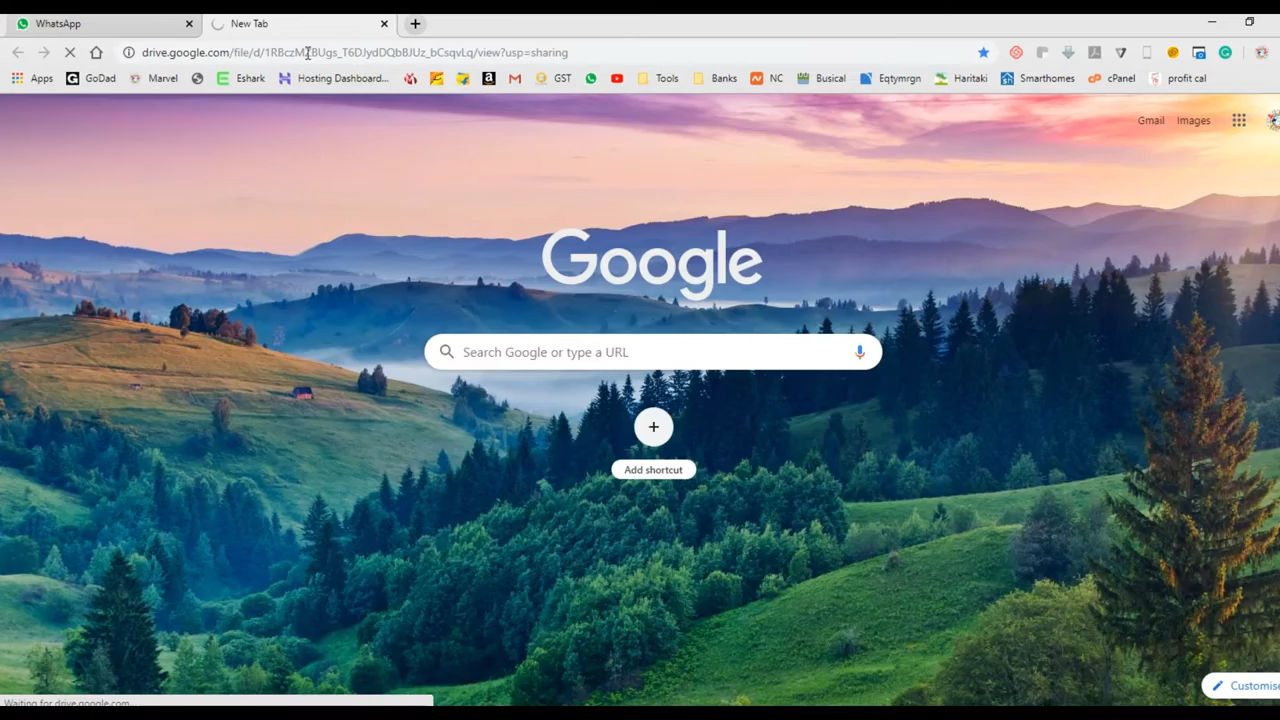 WhatsApp
New Tab
drive.google.com/file/d/1RBczM BUgs_T6DJydDQbBJUz_bCsqvLq/view?usp=sharing
Apps GoDad Marvel Eshark Hosting Dashboard... GST Tools Banks NC Busical Eqtymrgn Haritaki Smarthomes cPanel profit cal
Gmail Images
Google
Search Google or type a URL
Add shortcut
Customise
Waiting for drive.google.com...